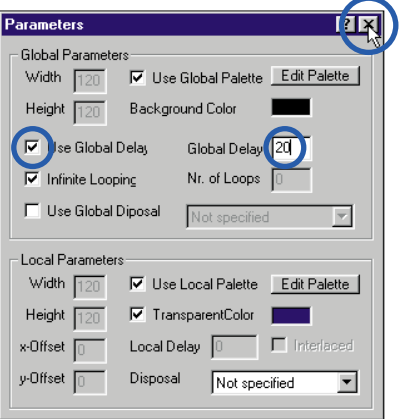 Parameters
Global Parameters
Width 120 Use Global Palette Edit Palette
Height 120 Background Color
Use Global Delay Global Delay 20
Infinite Looping Nr. of Loops 0
Use Global Diposal Not specified
Local Parameters
Width 120 Use Local Palette Edit Palette
Height 120 TransparentColor
x-Offset 0 Local Delay 0 Interlaced
y-Offset 0 Disposal Not specified